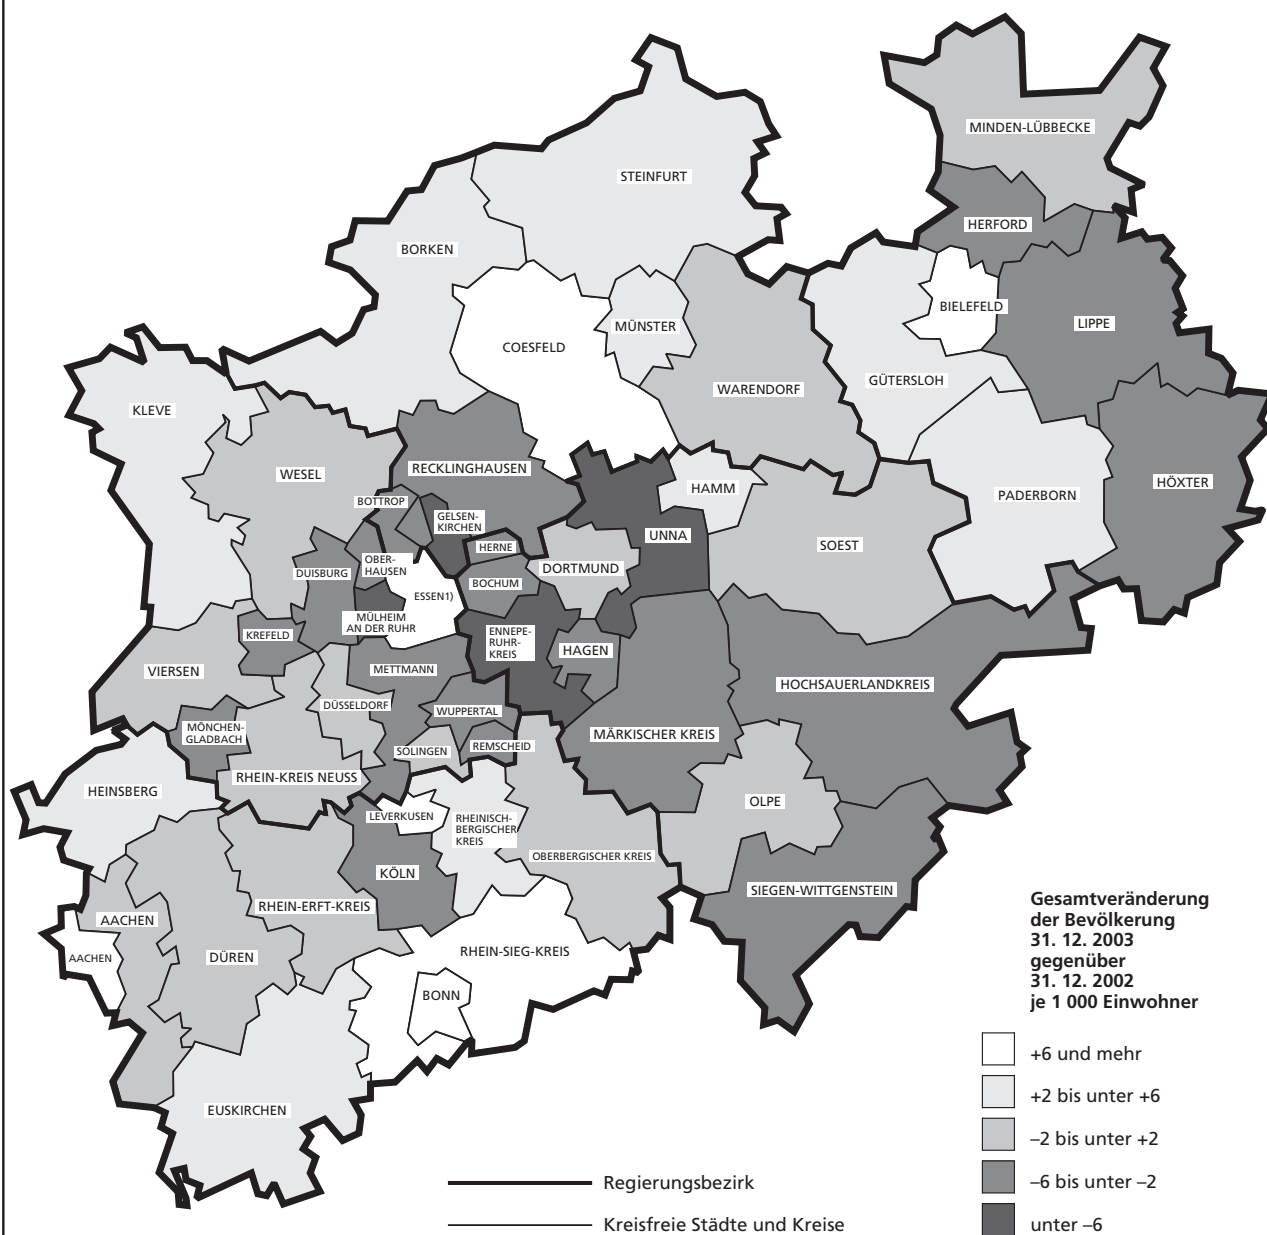 MINDEN-LÜBBECKE
STEINFURT
HERFORD
BORKEN
BIELEFELD
LIPPE
MÜNSTER
COESFELD
GÜTERSLOH
WARENDORF
KLEVE
RECKLINGHAUSEN
WESEL
HÖXTER
HAMM
PADERBORN
BOTTROP
GELSEN-
KIRCHEN
UNNA
SOEST
HERNE
OBER-
HAUSEN
DORTMUND
DUISBURG
BOCHUM
ESSEN1)
MÜLHEIM
AN DER RUHR
KREFELD
ENNEPE-
RUHR-
KREIS
HAGEN
VIERSEN
METTMANN
HOCHSAUERLANDKREIS
DÜSSELDORF
WUPPERTAL
MÖNCHEN-
GLADBACH
MÄRKISCHER KREIS
SOLINGEN
REMSCHEID
RHEIN-KREIS NEUSS
HEINSBERG
OLPE
LEVERKUSEN
RHEINISCH-
BERGISCHER
KREIS
OBERBERGISCHER KREIS
KÖLN
SIEGEN-WITTGENSTEIN
RHEIN-ERFT-KREIS
AACHEN
RHEIN-SIEG-KREIS
AACHEN
DÜREN
BONN
EUSKIRCHEN
Gesamtveränderung
der Bevölkerung
31. 12. 2003
gegenüber
31. 12. 2002
je 1 000 Einwohner
+6 und mehr
+2 bis unter +6
–2 bis unter +2
–6 bis unter –2
unter –6
Regierungsbezirk
Kreisfreie Städte und Kreise